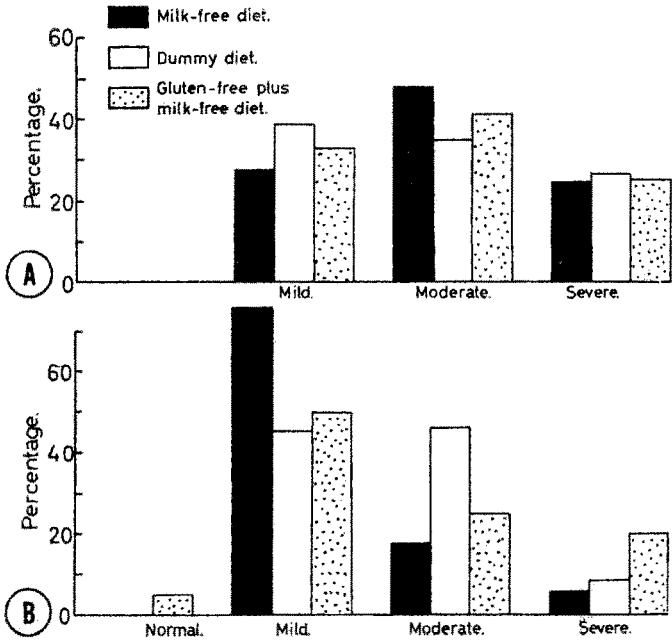 Milk-free diet.
Dummy diet.
Gluten-free plus
milk-free diet.
60
40
20
0
Percentage.
A
Mild.
Moderate.
Severe.
60
40
20
0
Percentage.
B
Normal.
Mild.
Moderate.
Severe.